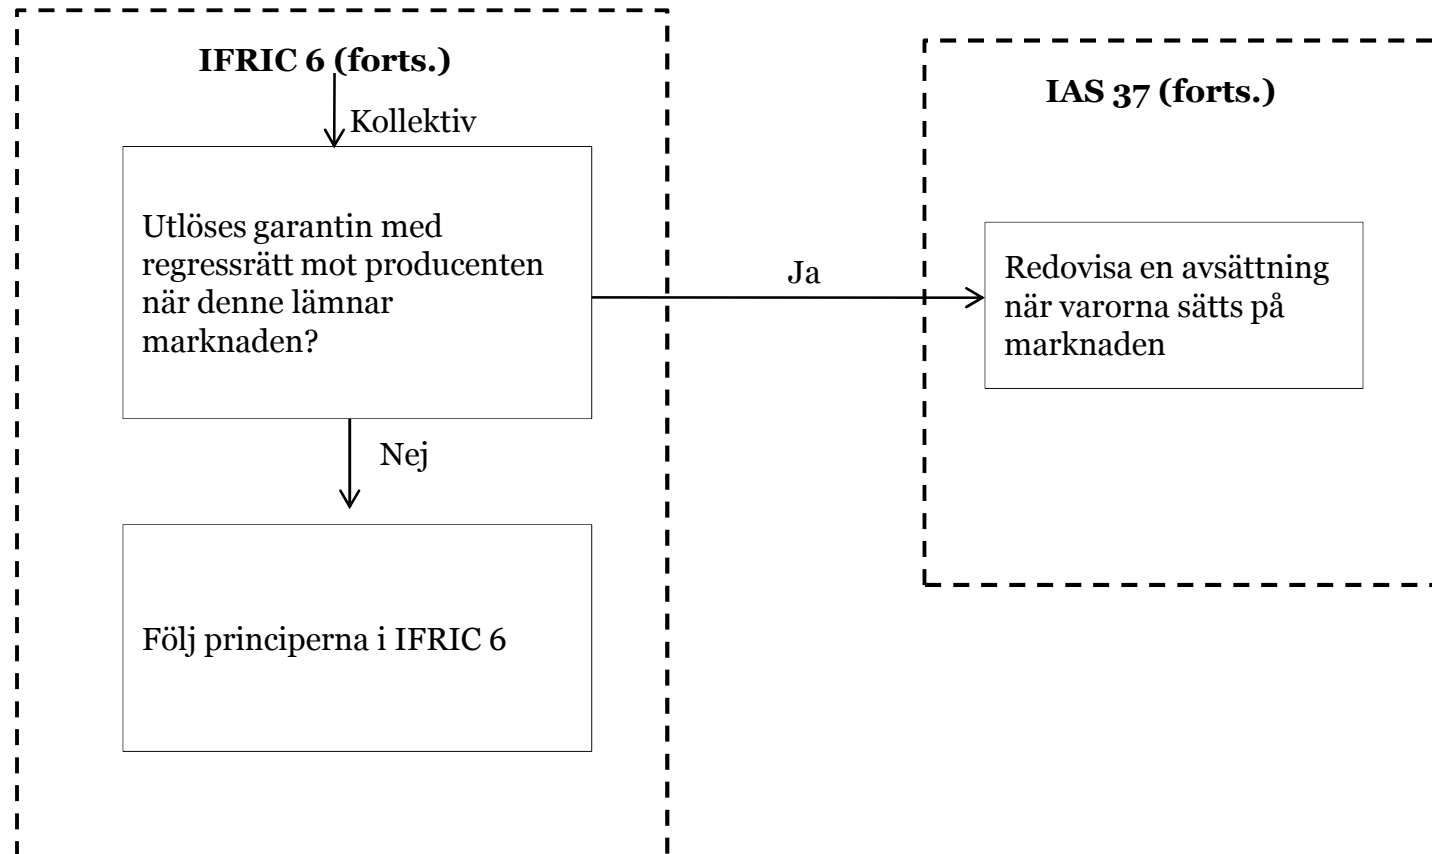 IFRIC 6 (forts.)
Kollektiv
Utlöses garantin med
regressrätt mot producenten
när denne lämnar
marknaden?
Nej
Följ principerna i IFRIC 6
Ja
IAS 37 (forts.)
Redovisa en avsättning
när varorna sätts på
marknaden